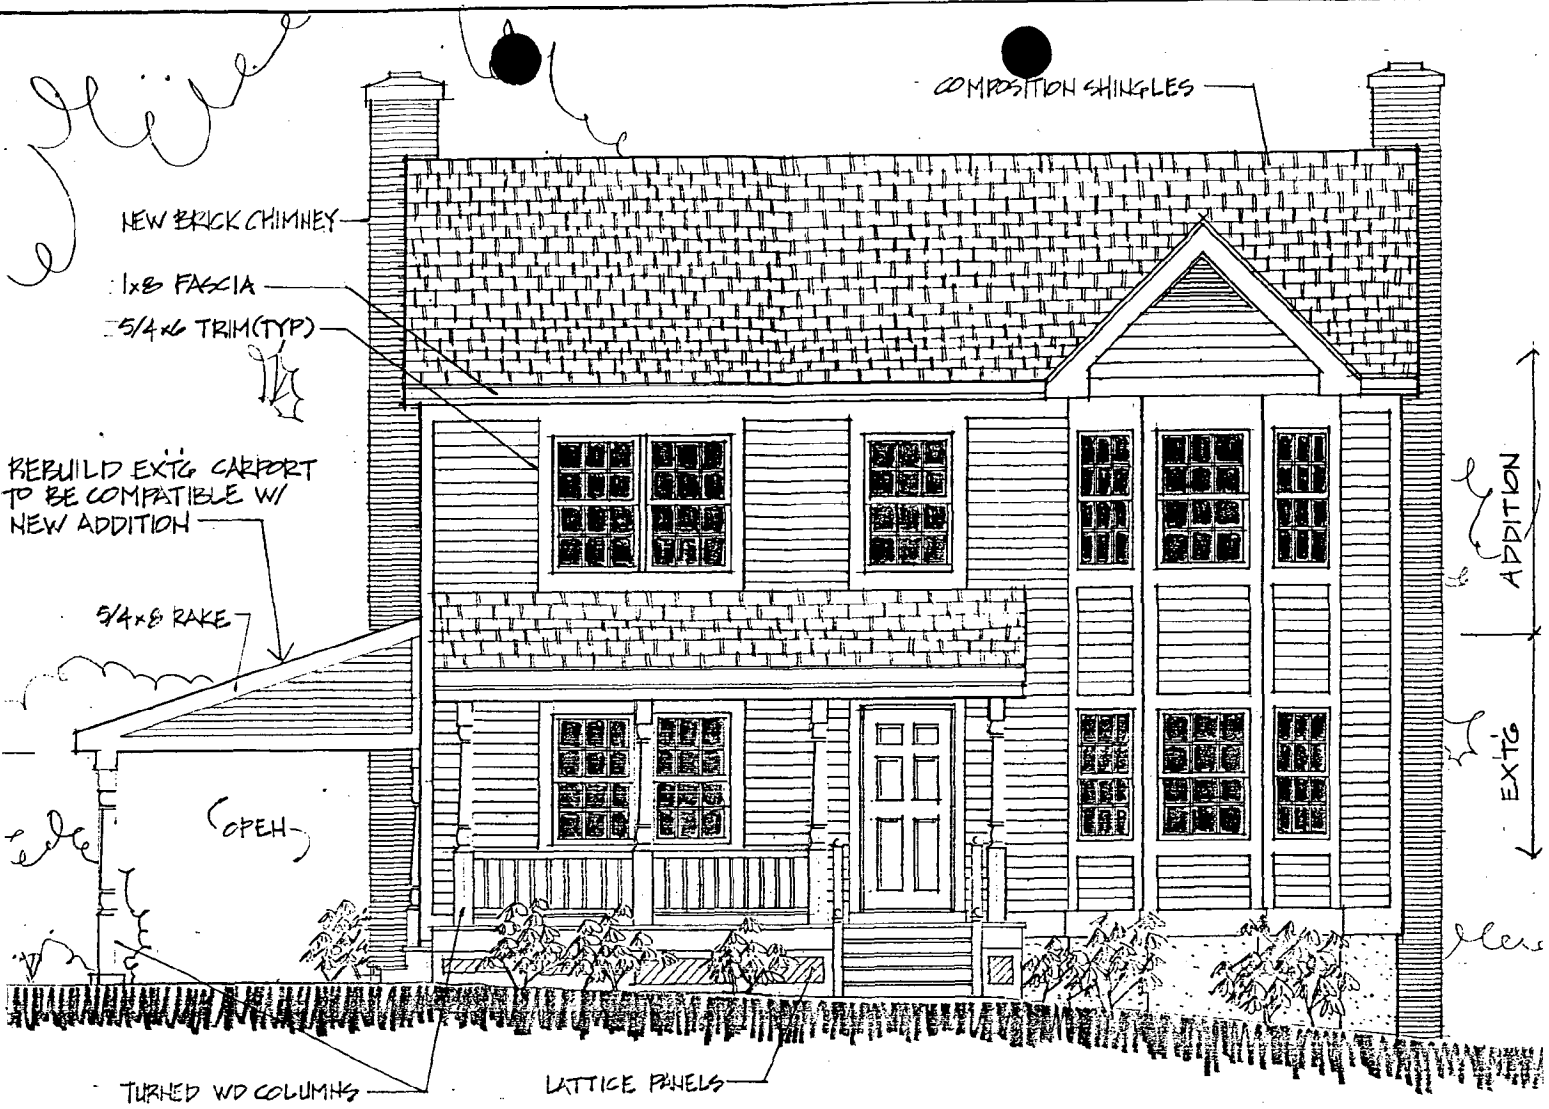 COMPOSITION SHINGLES
NEW BRICK CHIMNEY
1x8 FASCIA
5/4x6 TRIM (TYP)
REBUILD EXTG CARPORT
TO BE COMPATIBLE W/
NEW ADDITION
5/4x8 RAKE
OPEN
ADDITION
EXTG
TURNED WD COLUMNS
LATTICE PANELS